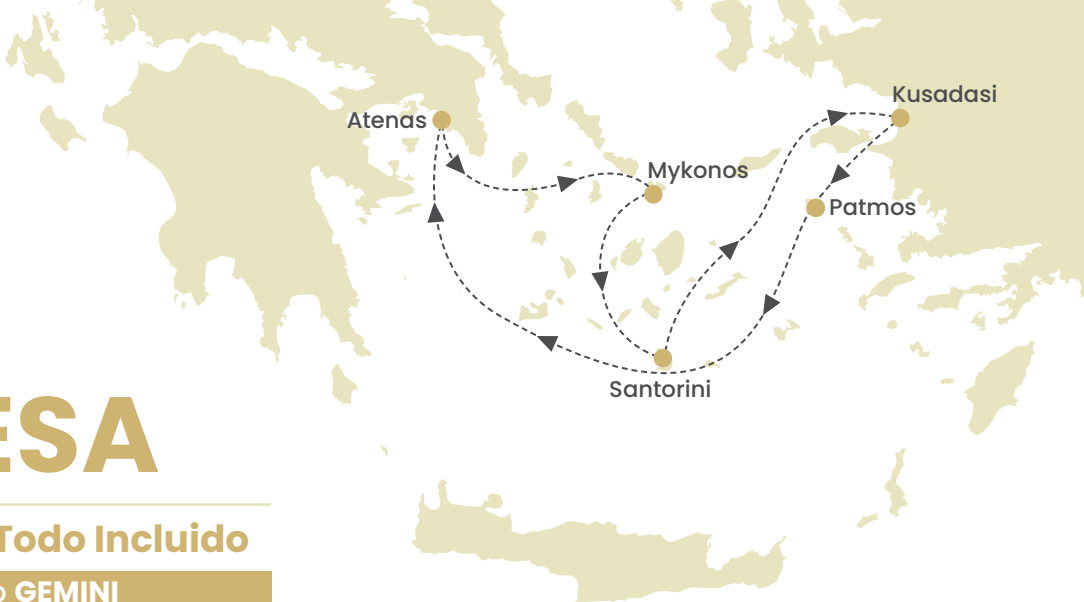 Kusadasi
Atenas
Mykonos
Patmos
Santorini
ESA
Todo Incluido
GEMINI